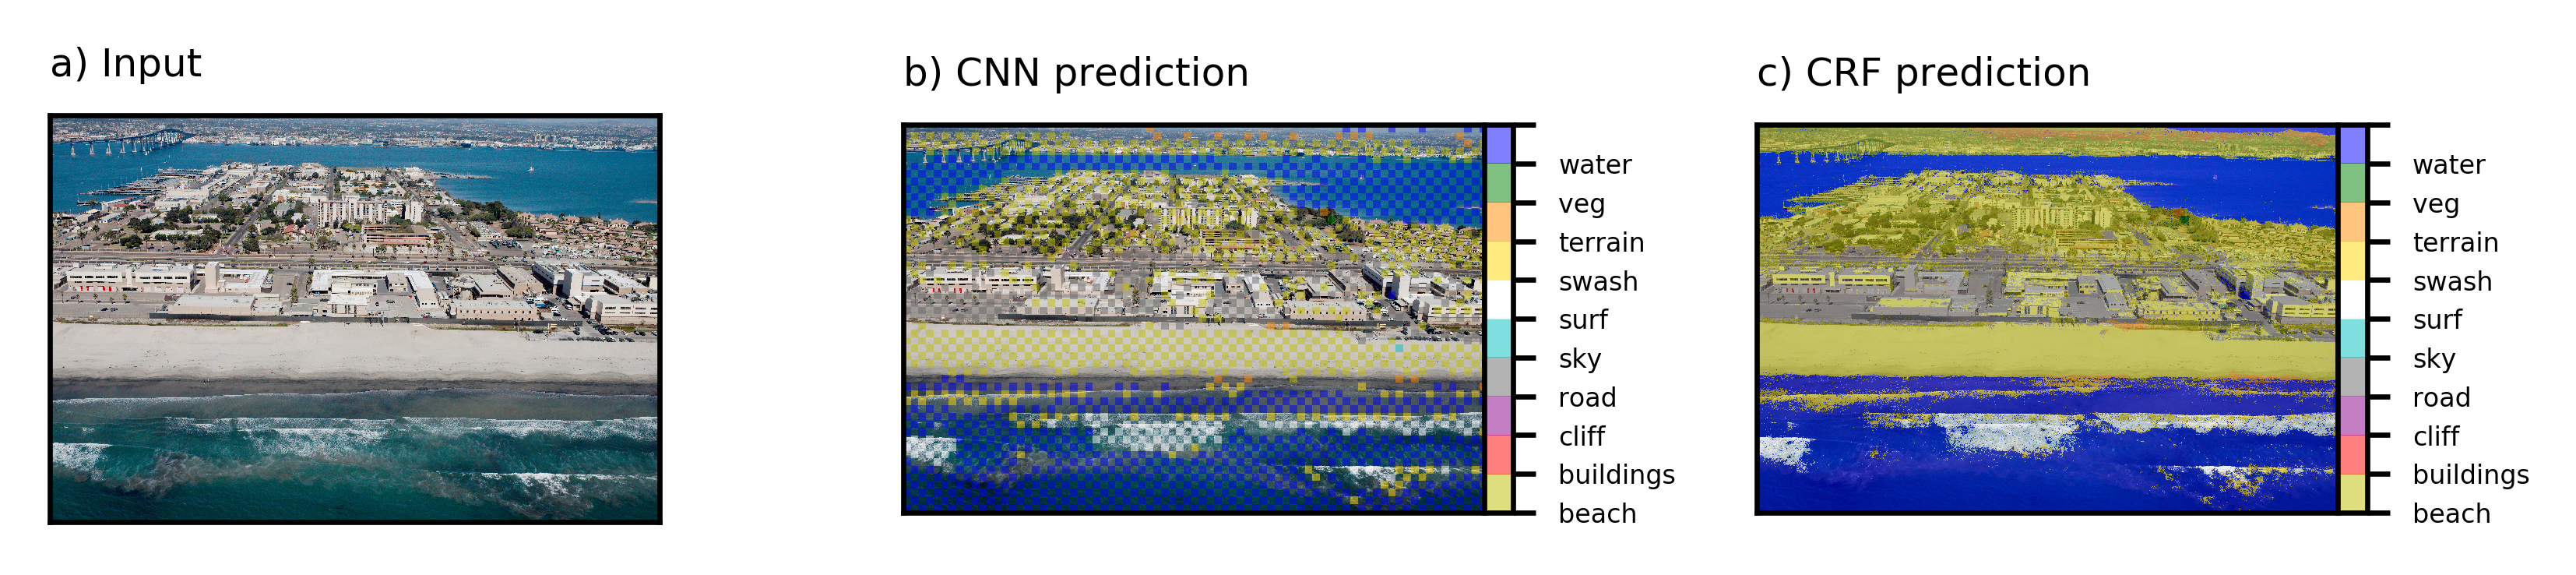 a) Input
b) CNN prediction
c) CRF prediction
water
veg
terrain
swash
surf
sky
road
cliff
buildings
beach
water
veg
terrain
swash
surf
sky
road
cliff
buildings
beach